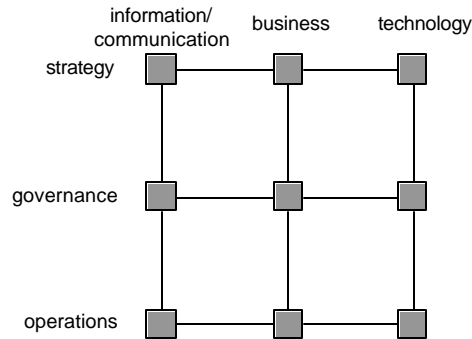 information/
communication
business
technology
strategy
governance
operations